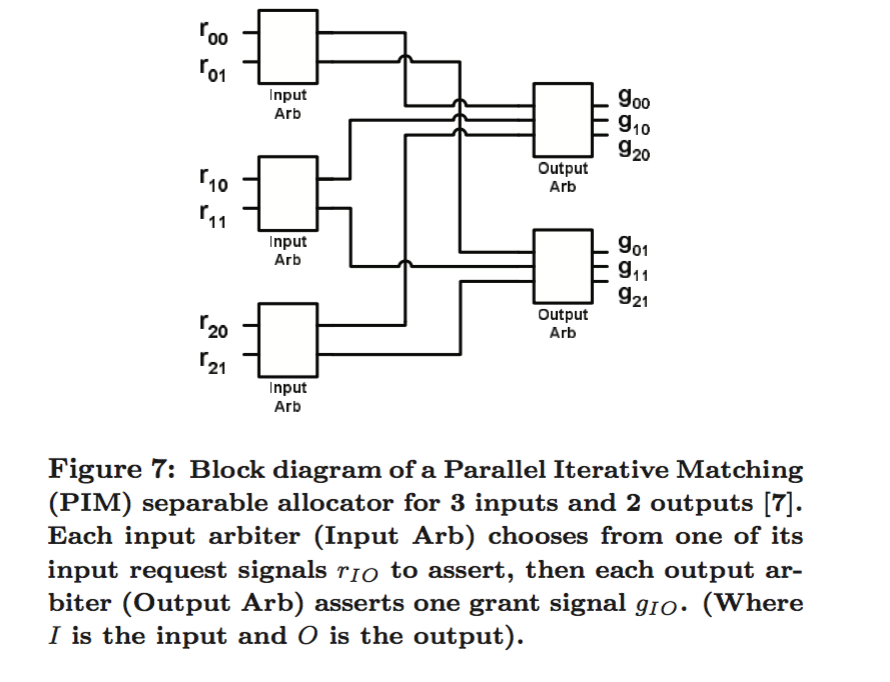 r00
r01
Input
Arb
r10
r11
Input
Arb
r20
r21
Input
Arb
g00
g10
g20
Output
Arb
g01
g11
g21
Output
Arb
Figure 7: Block diagram of a Parallel Iterative Matching
(PIM) separable allocator for 3 inputs and 2 outputs [7].
Each input arbiter (Input Arb) chooses from one of its
input request signals rIO to assert, then each output ar-
biter (Output Arb) asserts one grant signal gIO. (Where
I is the input and O is the output).